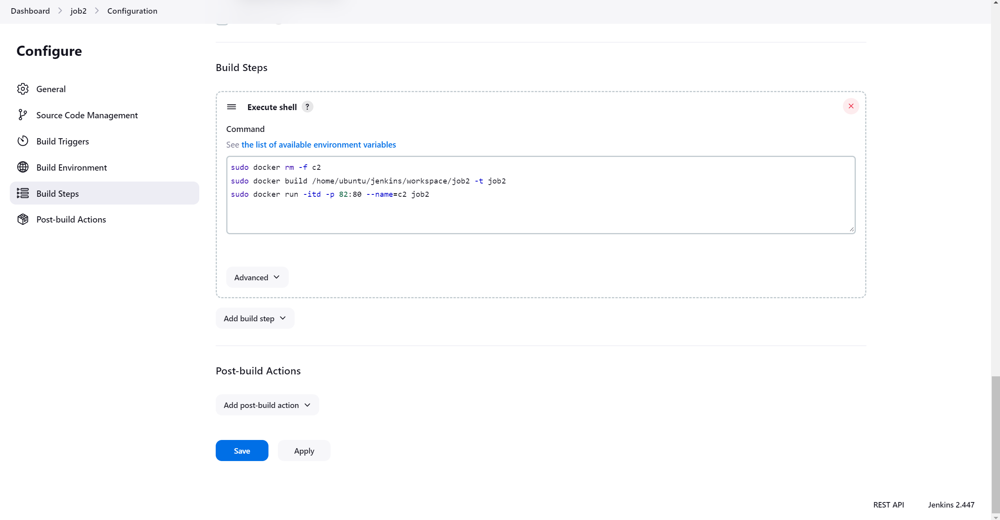 Dashboard > job2 > Configuration
Configure
General
Source Code Management
Build Triggers
Build Environment
Build Steps
Post-build Actions
Build Steps
Execute shell ?
Command
See the list of available environment variables
sudo docker rm -f c2
sudo docker build /home/ubuntu/jenkins/workspace/job2 -t job2
sudo docker run -itd -p 82:80 --name=c2 job2
Advanced
Add build step
Post-build Actions
Add post-build action
Save Apply
REST API Jenkins 2.447